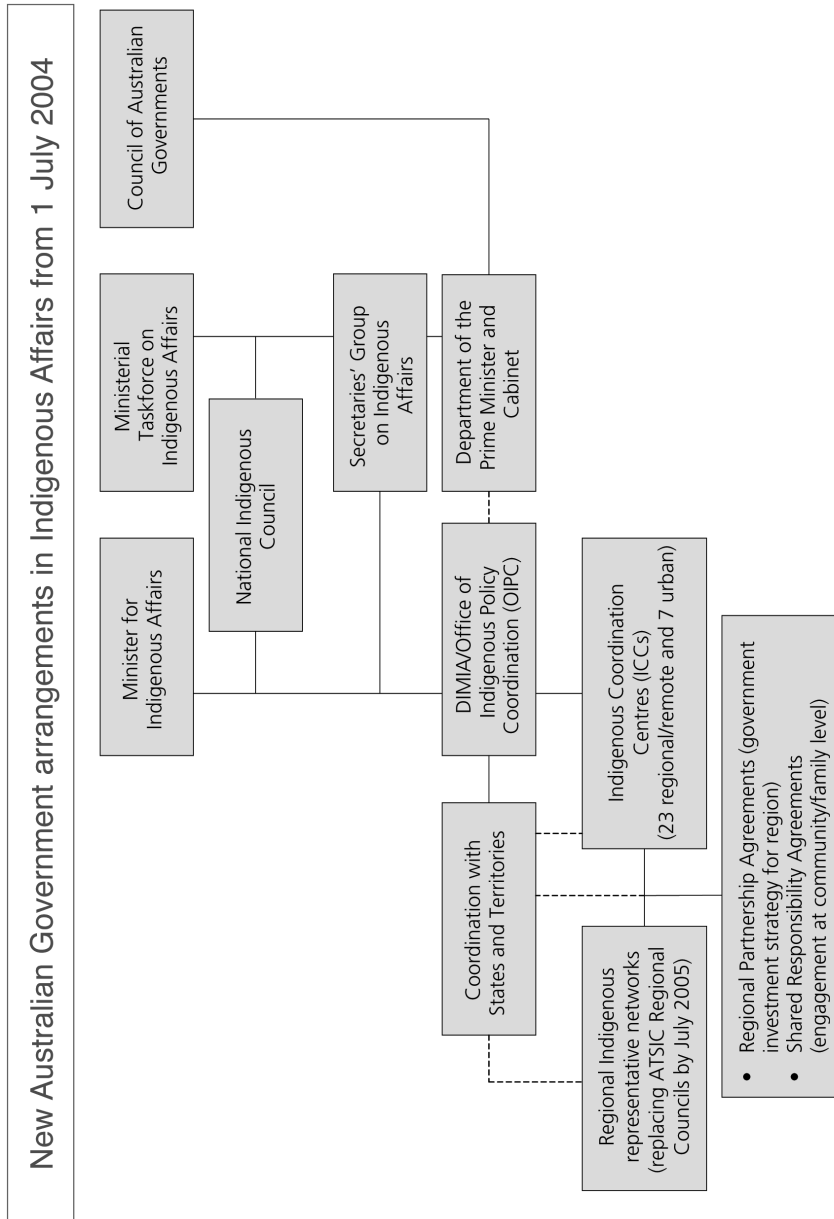 New Australian Government arrangements in Indigenous Affairs from 1 July 2004
Minister for
Indigenous Affairs
Ministerial
Taskforce on
Indigenous Affairs
Council of Australian
Governments
National Indigenous
Council
Secretaries’ Group
on Indigenous
Affairs
Coordination with
States and Territories
DIMIA/Office of
Indigenous Policy
Coordination (OIPC)
Department of the
Prime Minister and
Cabinet
Regional Indigenous
representative networks
(replacing ATSIC Regional
Councils by July 2005)
Indigenous Coordination
Centres (ICCs)
(23 regional/remote and 7 urban)
• Regional Partnership Agreements (government
investment strategy for region)
• Shared Responsibility Agreements
(engagement at community/family level)